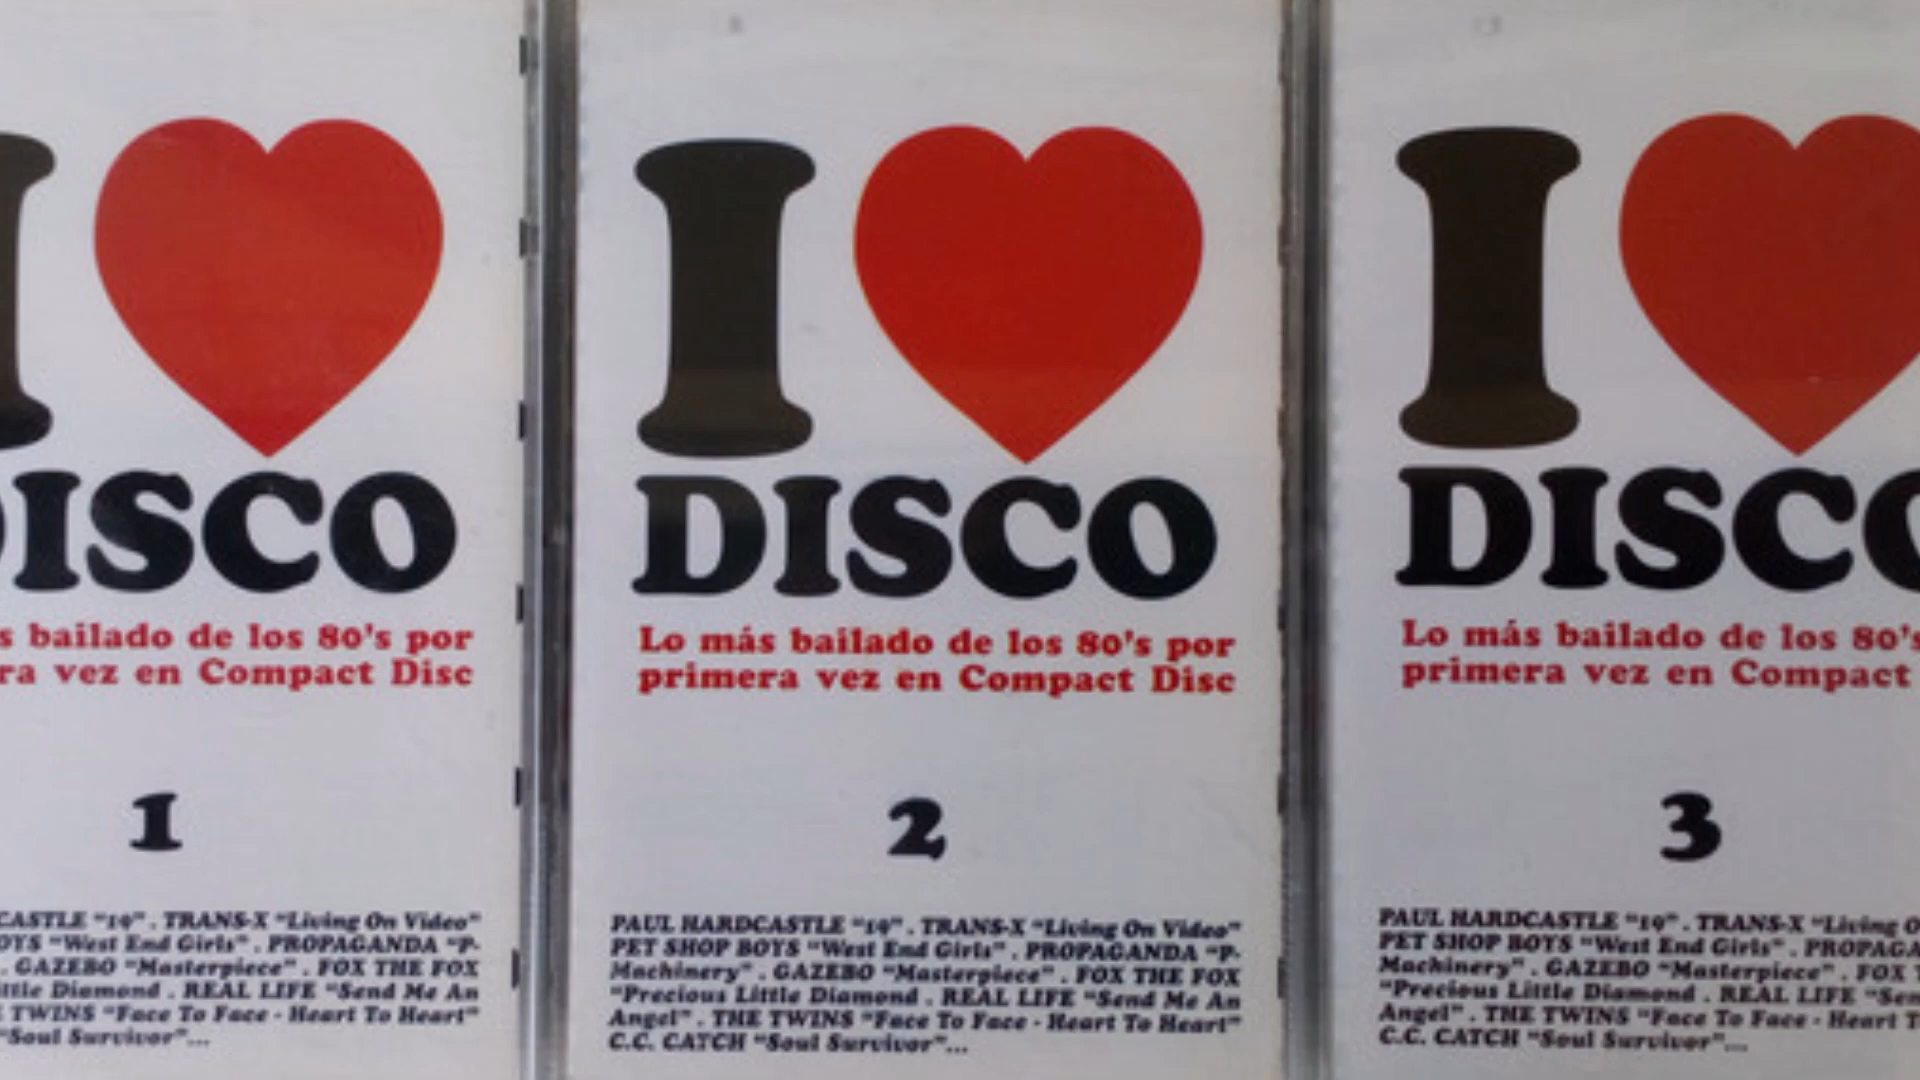 I
DISCO
s bailado de los 80's por
ra vez en Compact Disc
1
CASTLE "19" . TRANS-X "Living On Video"
OYS "West End Girls" . PROPAGANDA "P-
. GAZEBO "Masterpiece" . FOX THE FOX
ttle Diamond . REAL LIFE "Send Me An
E TWINS "Face To Face - Heart To Heart"
"Soul Survivor"...
I
DISCO
Lo más bailado de los 80's por
primera vez en Compact Disc
2
PAUL HARDCASTLE "19" . TRANS-X "Living On Video"
PET SHOP BOYS "West End Girls" . PROPAGANDA "P-
Machinery" . GAZEBO "Masterpiece" . FOX THE FOX
"Precious Little Diamond . REAL LIFE "Send Me An
Angel" . THE TWINS "Face To Face - Heart To Heart"
C.C. CATCH "Soul Survivor"...
I
DISCO
Lo más bailado de los 80's
primera vez en Compact
3
PAUL HARDCASTLE "19" . TRANS-X "Living O
PET SHOP BOYS "West End Girls" . PROPAGA
Machinery" . GAZEBO "Masterpiece" . FOX T
"Precious Little Diamond . REAL LIFE "Sen
Angel" . THE TWINS "Face To Face - Heart T
C.C. CATCH "Soul Survivor"...